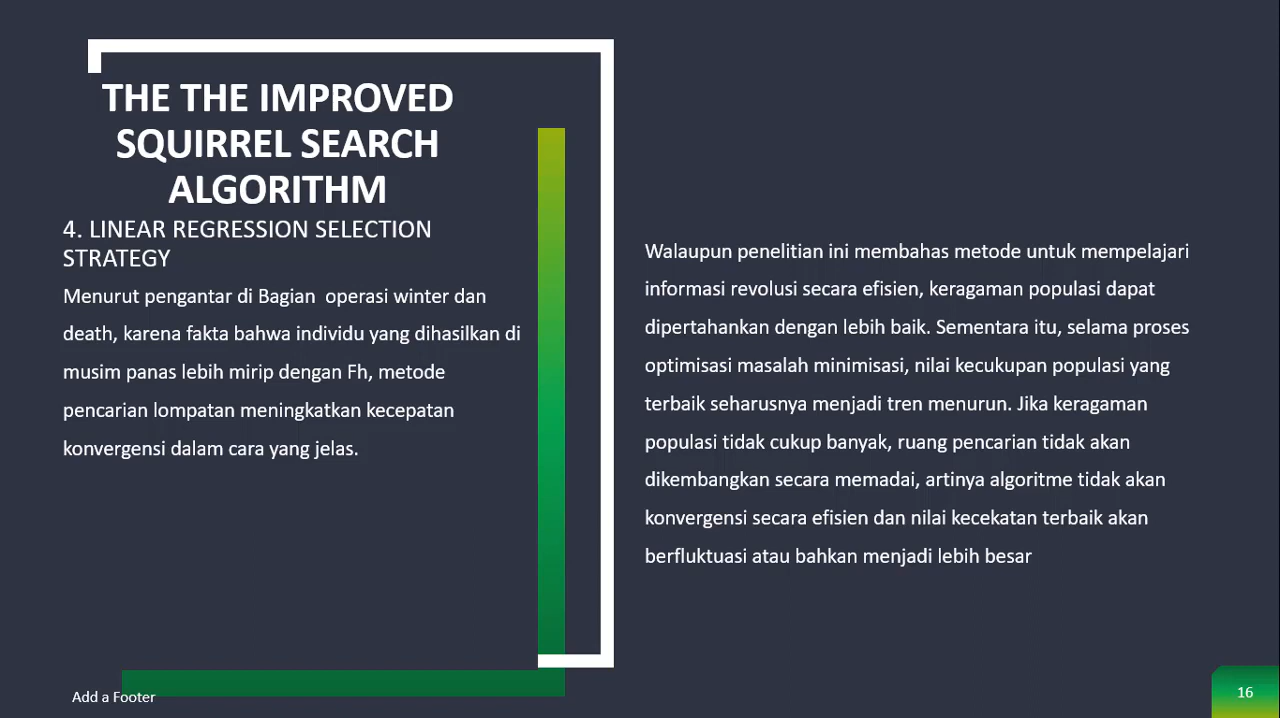 THE THE IMPROVED
SQUIRREL SEARCH
ALGORITHM
4. LINEAR REGRESSION SELECTION
STRATEGY
Menurut pengantar di Bagian  operasi winter dan
death, karena fakta bahwa individu yang dihasilkan di
musim panas lebih mirip dengan Fh, metode
pencarian lompatan meningkatkan kecepatan
konvergensi dalam cara yang jelas.
Walaupun penelitian ini membahas metode untuk mempelajari
informasi revolusi secara efisien, keragaman populasi dapat
dipertahankan dengan lebih baik. Sementara itu, selama proses
optimisasi masalah minimisasi, nilai kecukupan populasi yang
terbaik seharusnya menjadi tren menurun. Jika keragaman
populasi tidak cukup banyak, ruang pencarian tidak akan
dikembangkan secara memadai, artinya algoritme tidak akan
konvergensi secara efisien dan nilai kecekatan terbaik akan
berfluktuasi atau bahkan menjadi lebih besar
Add a Footer
16